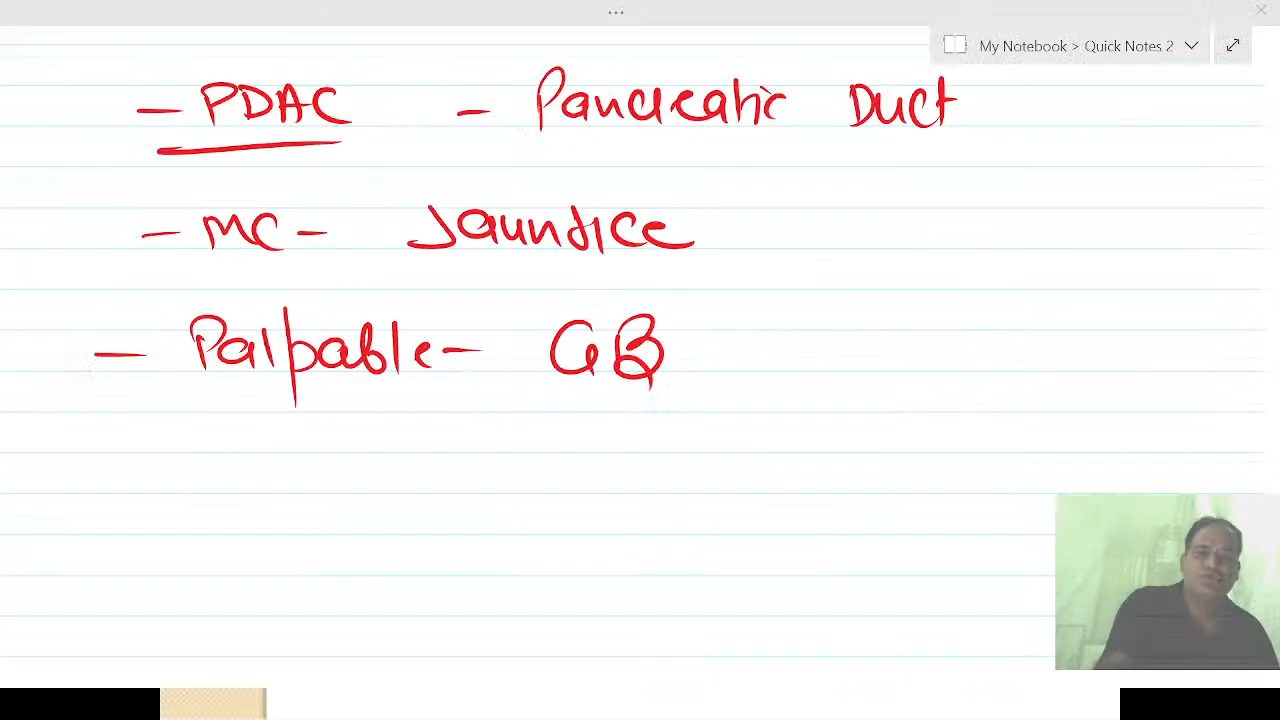 ...
My Notebook > Quick Notes 2
- PDAC - Pancreatic Duct
- MC - Jaundice
- Palpable - GB